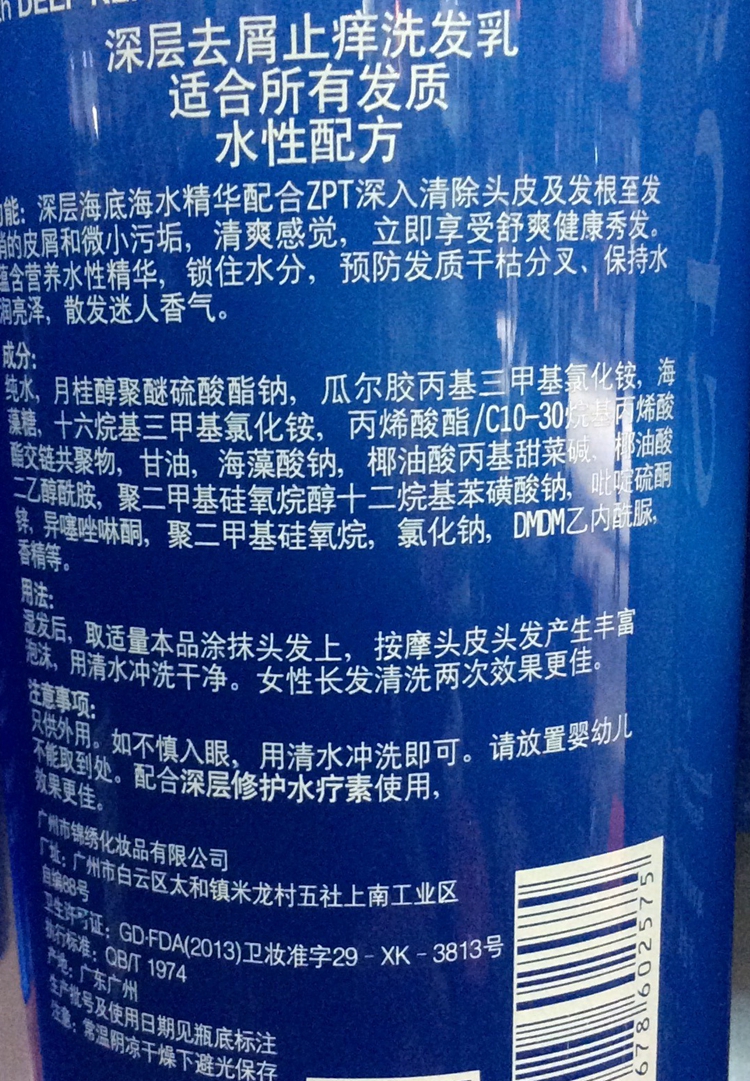 DEEP
深层去屑止痒洗发乳
适合所有发质
水性配方
能：深层海底海水精华配合ZPT深入清除头皮及发根至发
的皮屑和微小污垢，清爽感觉，立即享受舒爽健康秀发。
蕴含营养水性精华，锁住水分，预防发质干枯分叉、保持水
润亮泽，散发迷人香气。
成分：
纯水，月桂醇聚醚硫酸酯钠，瓜尔胶丙基三甲基氯化铵，海
藻糖，十六烷基三甲基氯化铵，丙烯酸酯/C10-30烷基丙烯酸
酯交链共聚物，甘油，海藻酸钠，椰油酸丙基甜菜碱、椰油酸
二乙醇酰胺，聚二甲基硅氧烷醇十二烷基苯磺酸钠，吡啶硫酮
锌，异噻唑啉酮，聚二甲基硅氧烷，氯化钠，DMDM乙内酰脲，
香精等。
用法：
湿发后，取适量本品涂抹头发上，按摩头皮头发产生丰富
泡沫，用清水冲洗干净。女性长发清洗两次效果更佳。
注意事项：
只供外用。如不慎入眼，用清水冲洗即可。请放置婴幼儿
不能取到处。配合深层修护水疗素使用，
效果更佳。
广州市锦绣化妆品有限公司
厂址：广州市白云区太和镇米龙村五社上南工业区
自编88号
卫生许可证：GD·FDA(2013)卫妆准字29-XK-3813号
执行标准：QB/T 1974
产地：广东广州
生产批号及使用日期见瓶底标注
注意：常温阴凉干燥下避光保存
678602575